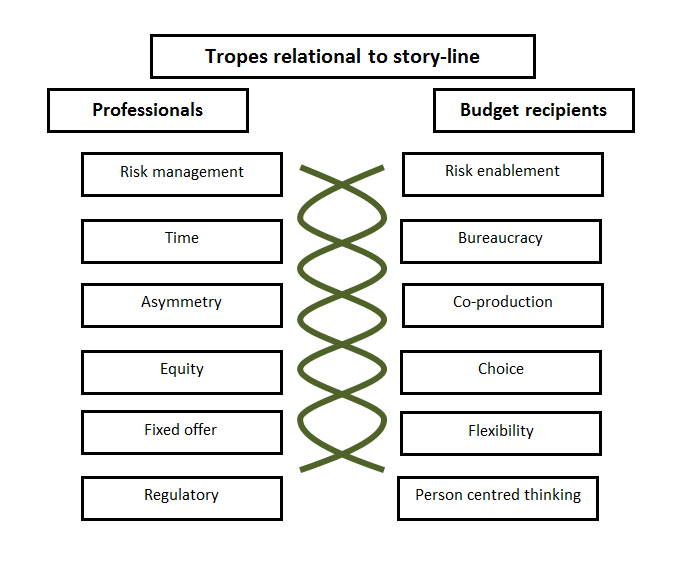 Tropes relational to story-line
Professionals
Budget recipients
Risk management
Risk enablement
Time
Bureaucracy
Asymmetry
Co-production
Equity
Choice
Fixed offer
Flexibility
Regulatory
Person centred thinking